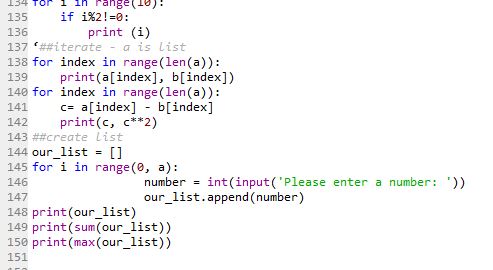 134 for i in range(10):
135     if i%2!=0:
136         print (i)
137 ‘##iterate - a is list
138 for index in range(len(a)):
139     print(a[index], b[index])
140 for index in range(len(a)):
141     c= a[index] - b[index]
142     print(c, c**2)
143 ##create list
144 our_list = []
145 for i in range(0, a):
146                 number = int(input('Please enter a number: '))
147                 our_list.append(number)
148 print(our_list)
149 print(sum(our_list))
150 print(max(our_list))
151